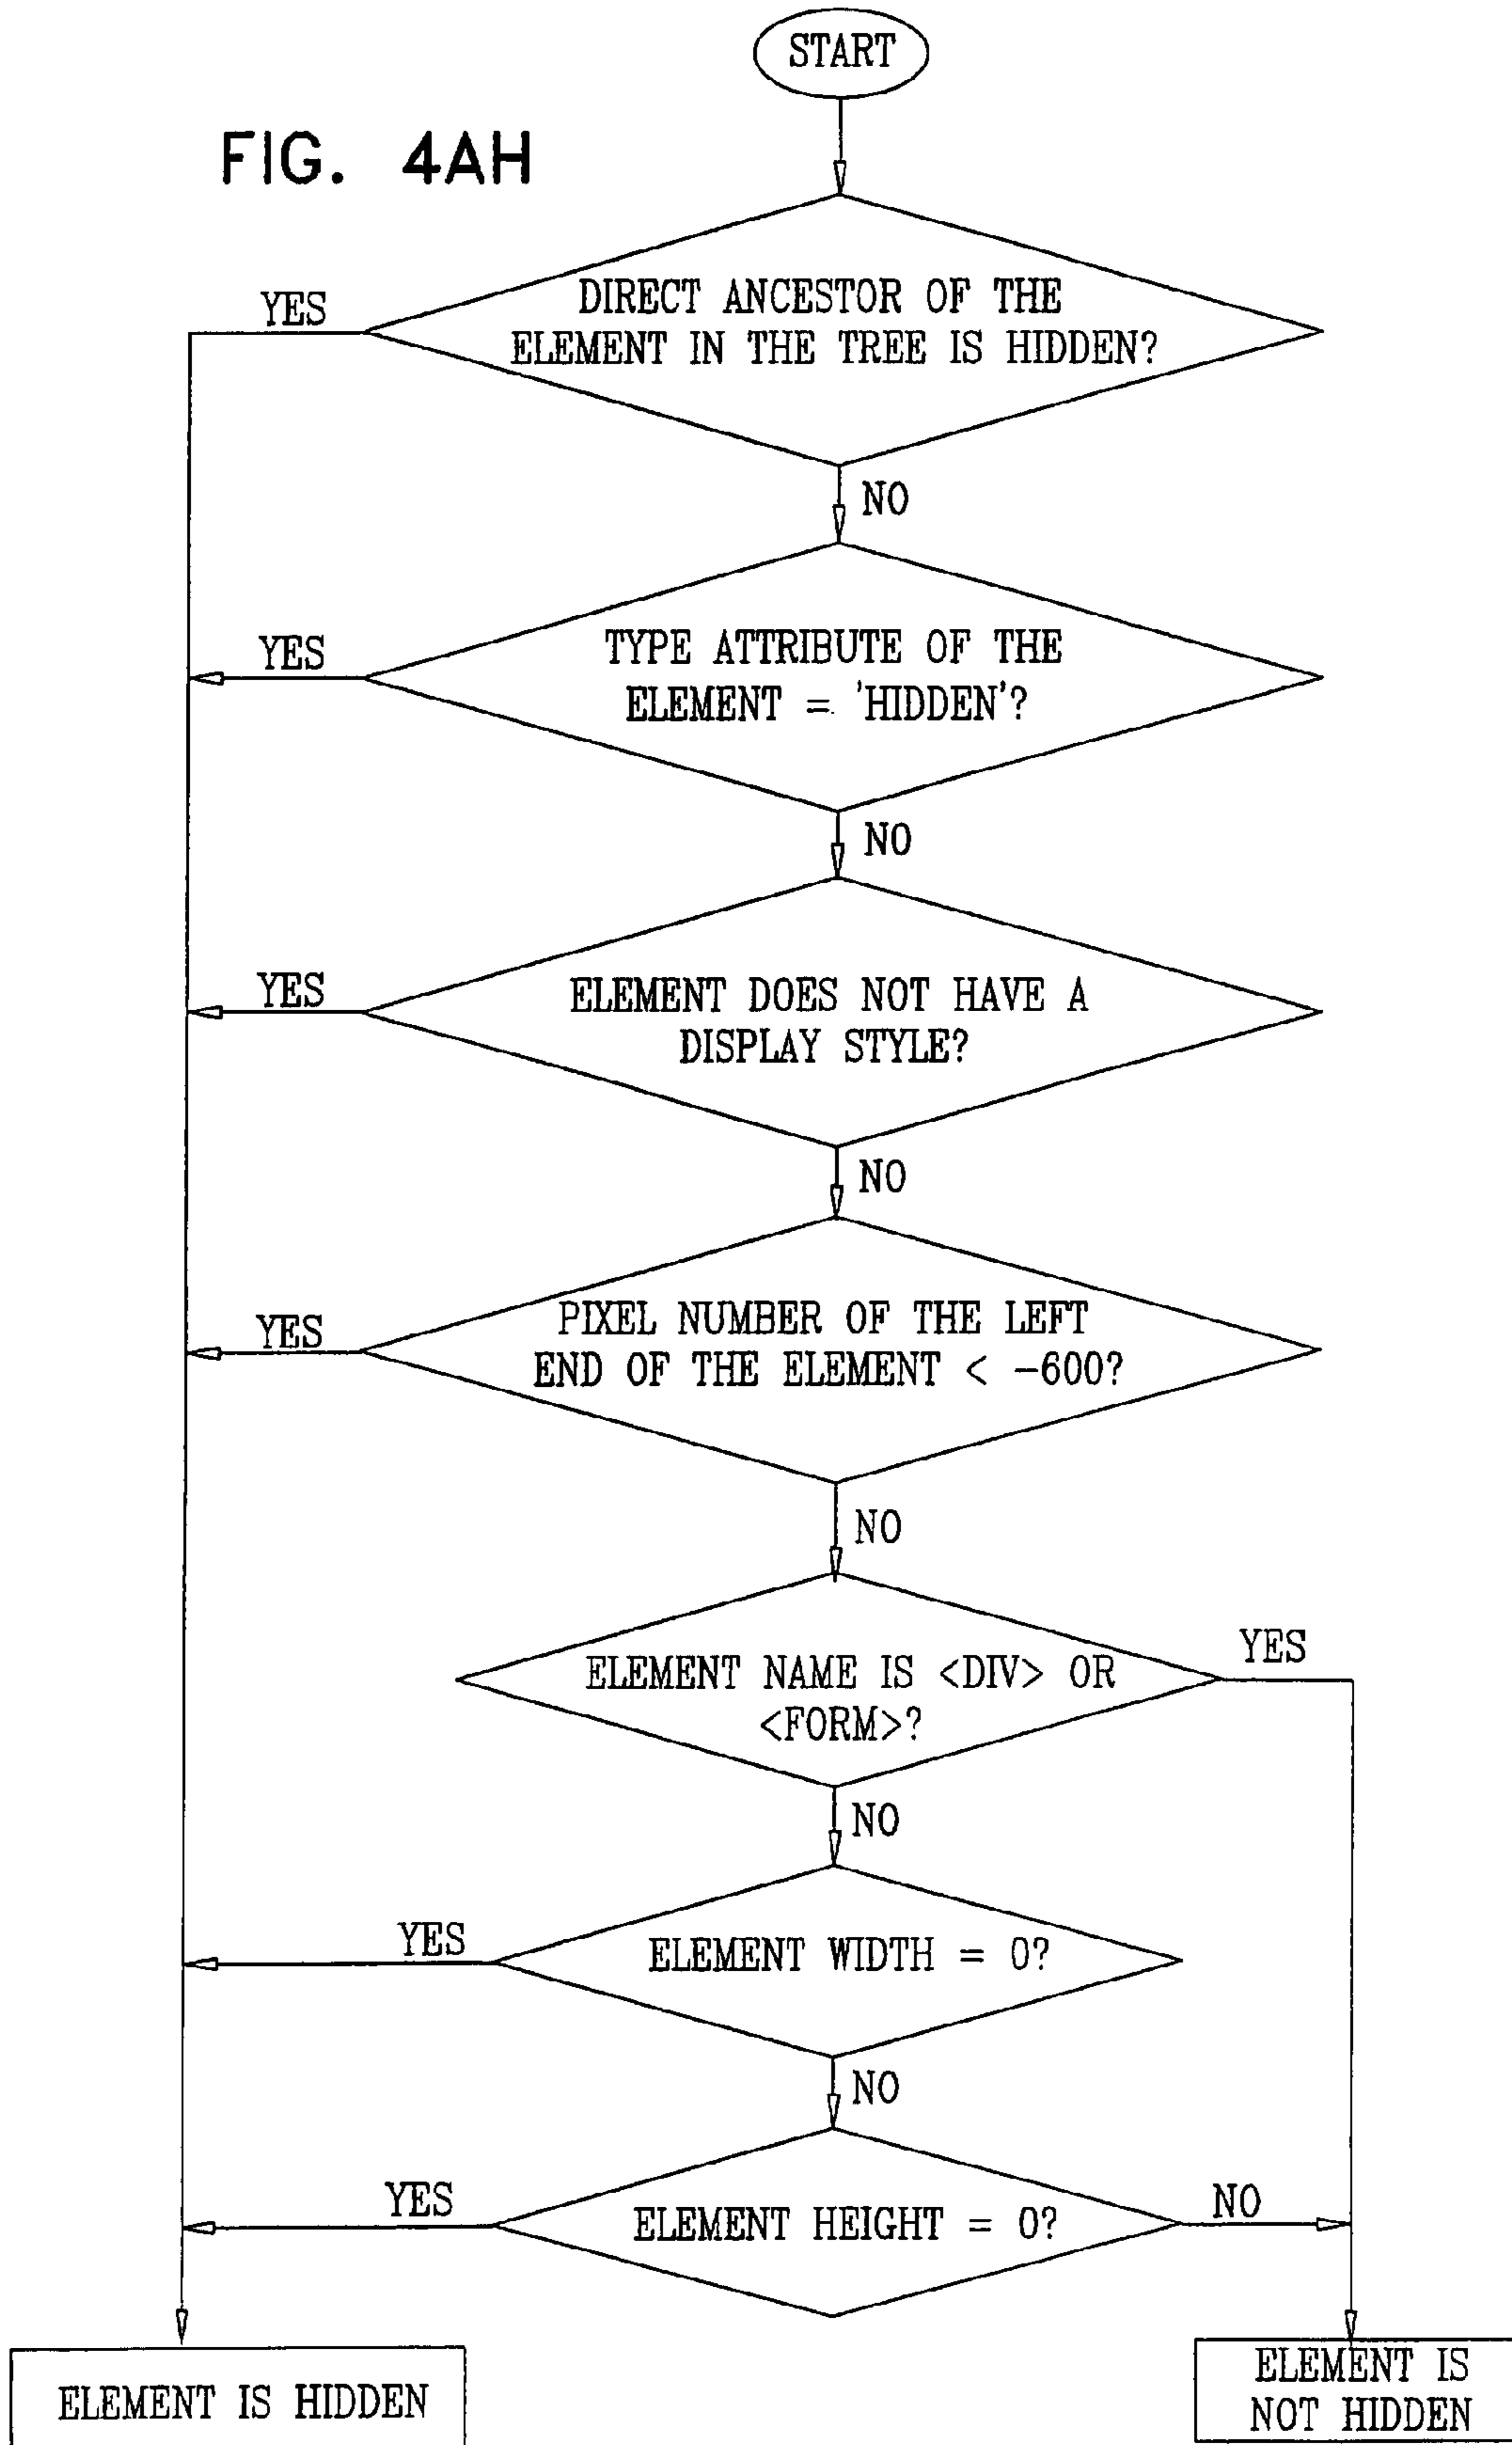 START
FIG. 4AH
DIRECT ANCESTOR OF THE
ELEMENT IN THE TREE IS HIDDEN?
YES
NO
TYPE ATTRIBUTE OF THE
ELEMENT = 'HIDDEN'?
YES
NO
ELEMENT DOES NOT HAVE A
DISPLAY STYLE?
YES
NO
PIXEL NUMBER OF THE LEFT
END OF THE ELEMENT < -600?
YES
NO
ELEMENT NAME IS <DIV> OR
<FORM>?
YES
NO
ELEMENT WIDTH = 0?
YES
NO
ELEMENT HEIGHT = 0?
YES
NO
ELEMENT IS HIDDEN
ELEMENT IS
NOT HIDDEN